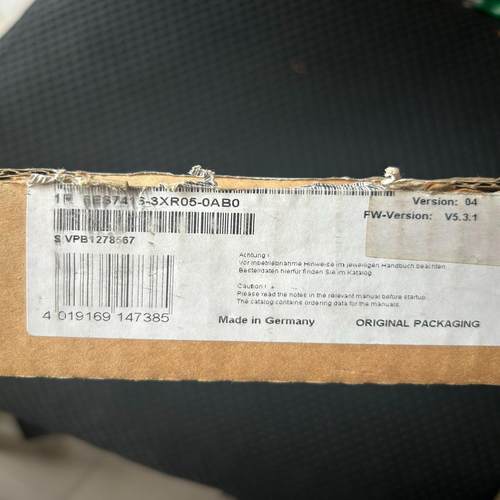 1P 6ES7416-3XR05-0AB0
Version: 04
FW-Version: V5.3.1
S VPB1278567
Achtung !
Vor Inbetriebnahme Hinweise im jeweiligen Handbuch beachten.
Bestelldaten hierfür finden Sie im Katalog.
Caution ! 
Please read the notes in the relevant manual before startup.
The catalog contains ordering data for the manuals.
4 019169 147385
Made in Germany
ORIGINAL PACKAGING